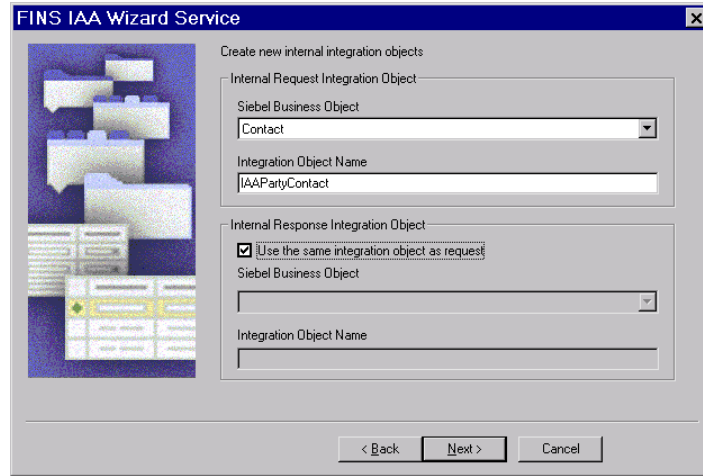 FINS IAA Wizard Service
Create new internal integration objects
Internal Request Integration Object
Siebel Business Object
Contact
Integration Object Name
IAAPartyContact
Internal Response Integration Object
Use the same integration object as request
Siebel Business Object
Integration Object Name
< Back Next > Cancel